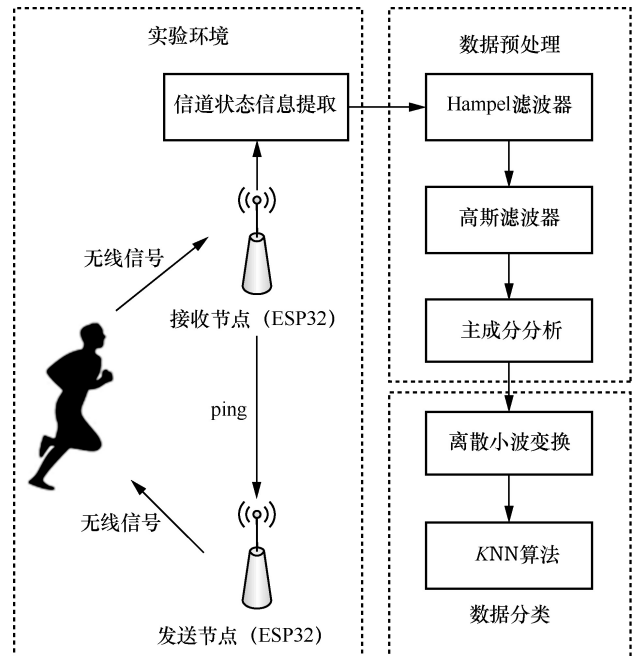 实验环境
信道状态信息提取
无线信号
接收节点（ESP32）
ping
无线信号
发送节点（ESP32）
数据预处理
Hampel滤波器
高斯滤波器
主成分分析
离散小波变换
KNN算法
数据分类